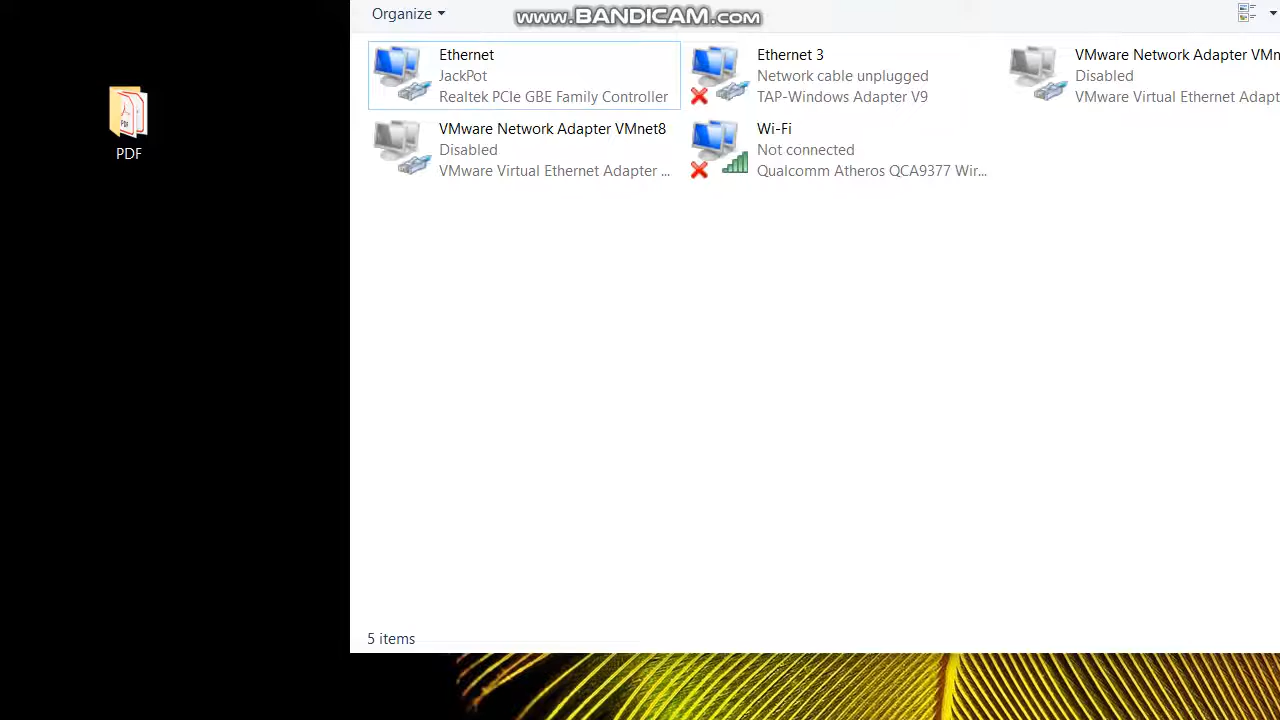 Organize
www.BANDICAM.com
Ethernet
JackPot
Realtek PCIe GBE Family Controller
Ethernet 3
Network cable unplugged
TAP-Windows Adapter V9
VMware Network Adapter
Disabled
VMware Virtual Ethernet
VMware Network Adapter VMnet8
Disabled
VMware Virtual Ethernet Adapter ...
Wi-Fi
Not connected
Qualcomm Atheros QCA9377 Wir...
PDF
PDF
5 items